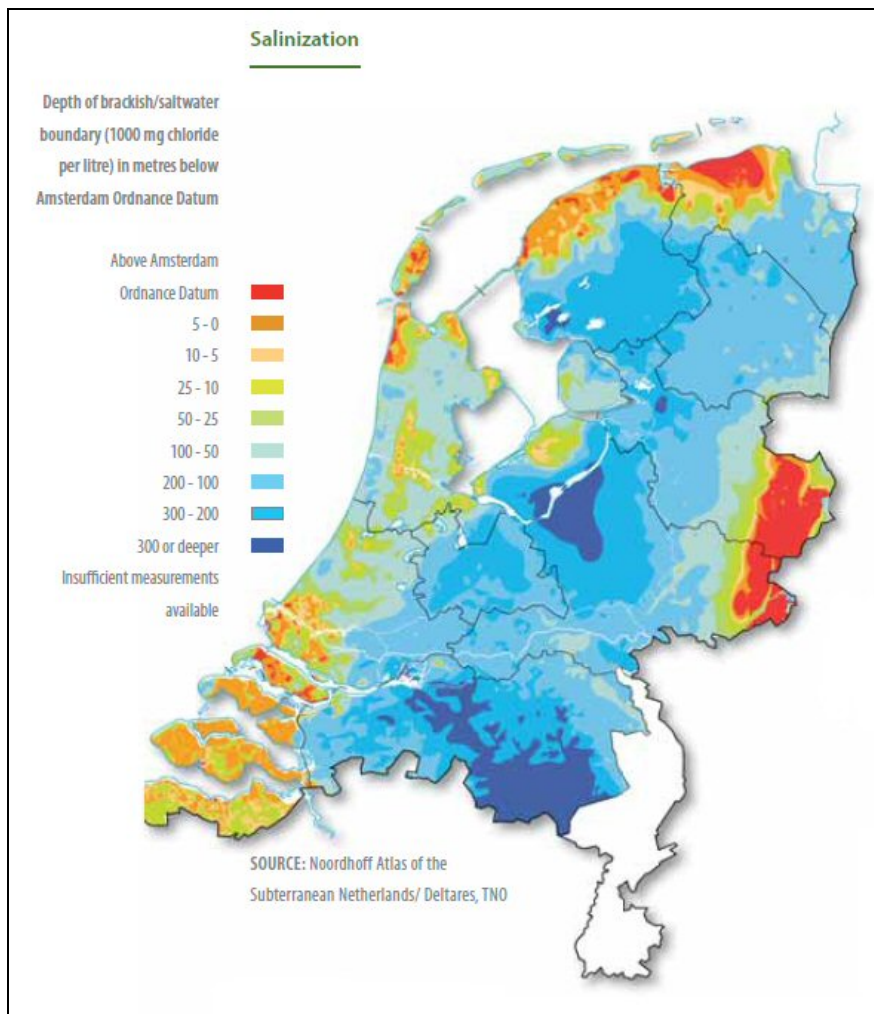 Salinization
Depth of brackish/saltwater
boundary (1000 mg chloride
per litre) in metres below
Amsterdam Ordnance Datum
Above Amsterdam
Ordnance Datum
5 - 0
10 - 5
25 - 10
50 - 25
100 - 50
200 - 100
300 - 200
300 or deeper
Insufficient measurements
available
SOURCE: Noordhoff Atlas of the
Subterranean Netherlands/ Deltares, TNO